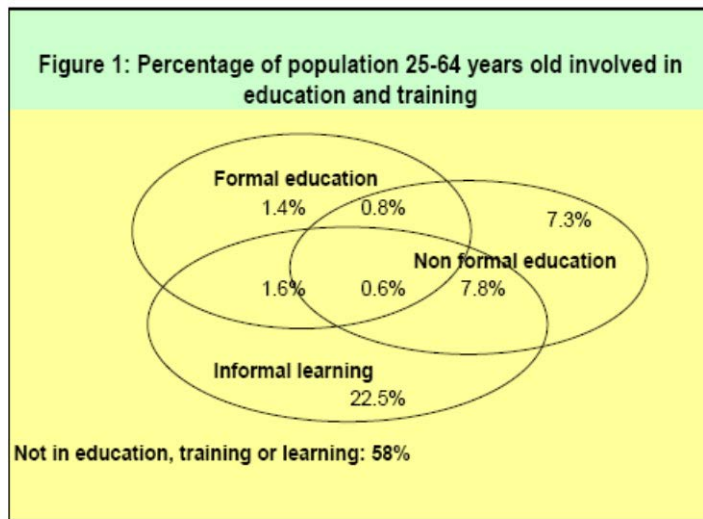 Figure 1: Percentage of population 25-64 years old involved in
education and training
Formal education
1.4% 0.8%
7.3%
Non formal education
1.6% 0.6% 7.8%
Informal learning
22.5%
Not in education, training or learning: 58%